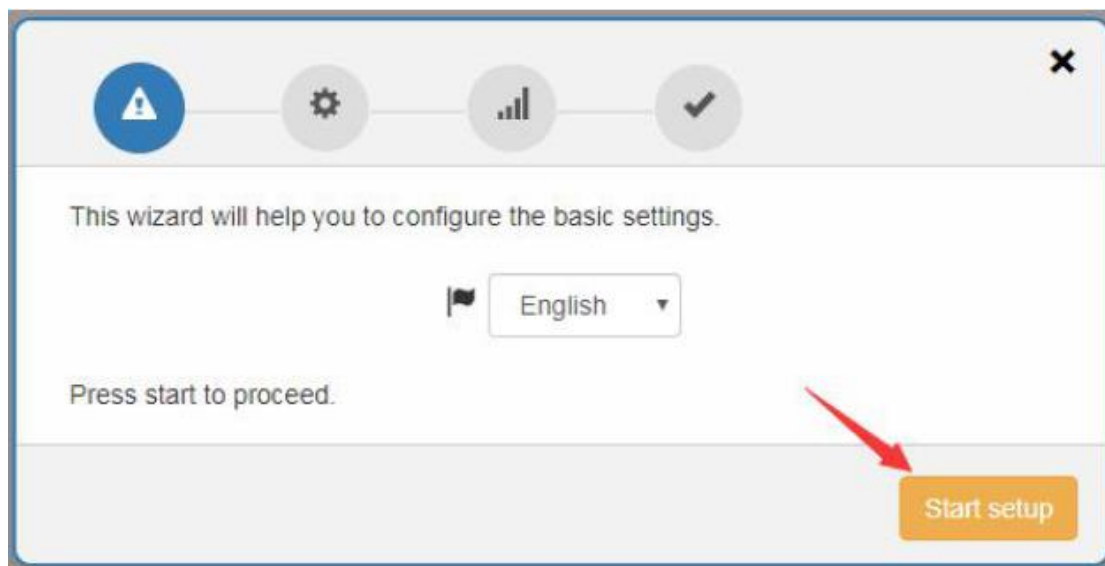 This wizard will help you to configure the basic settings.
English
Press start to proceed.
Start setup